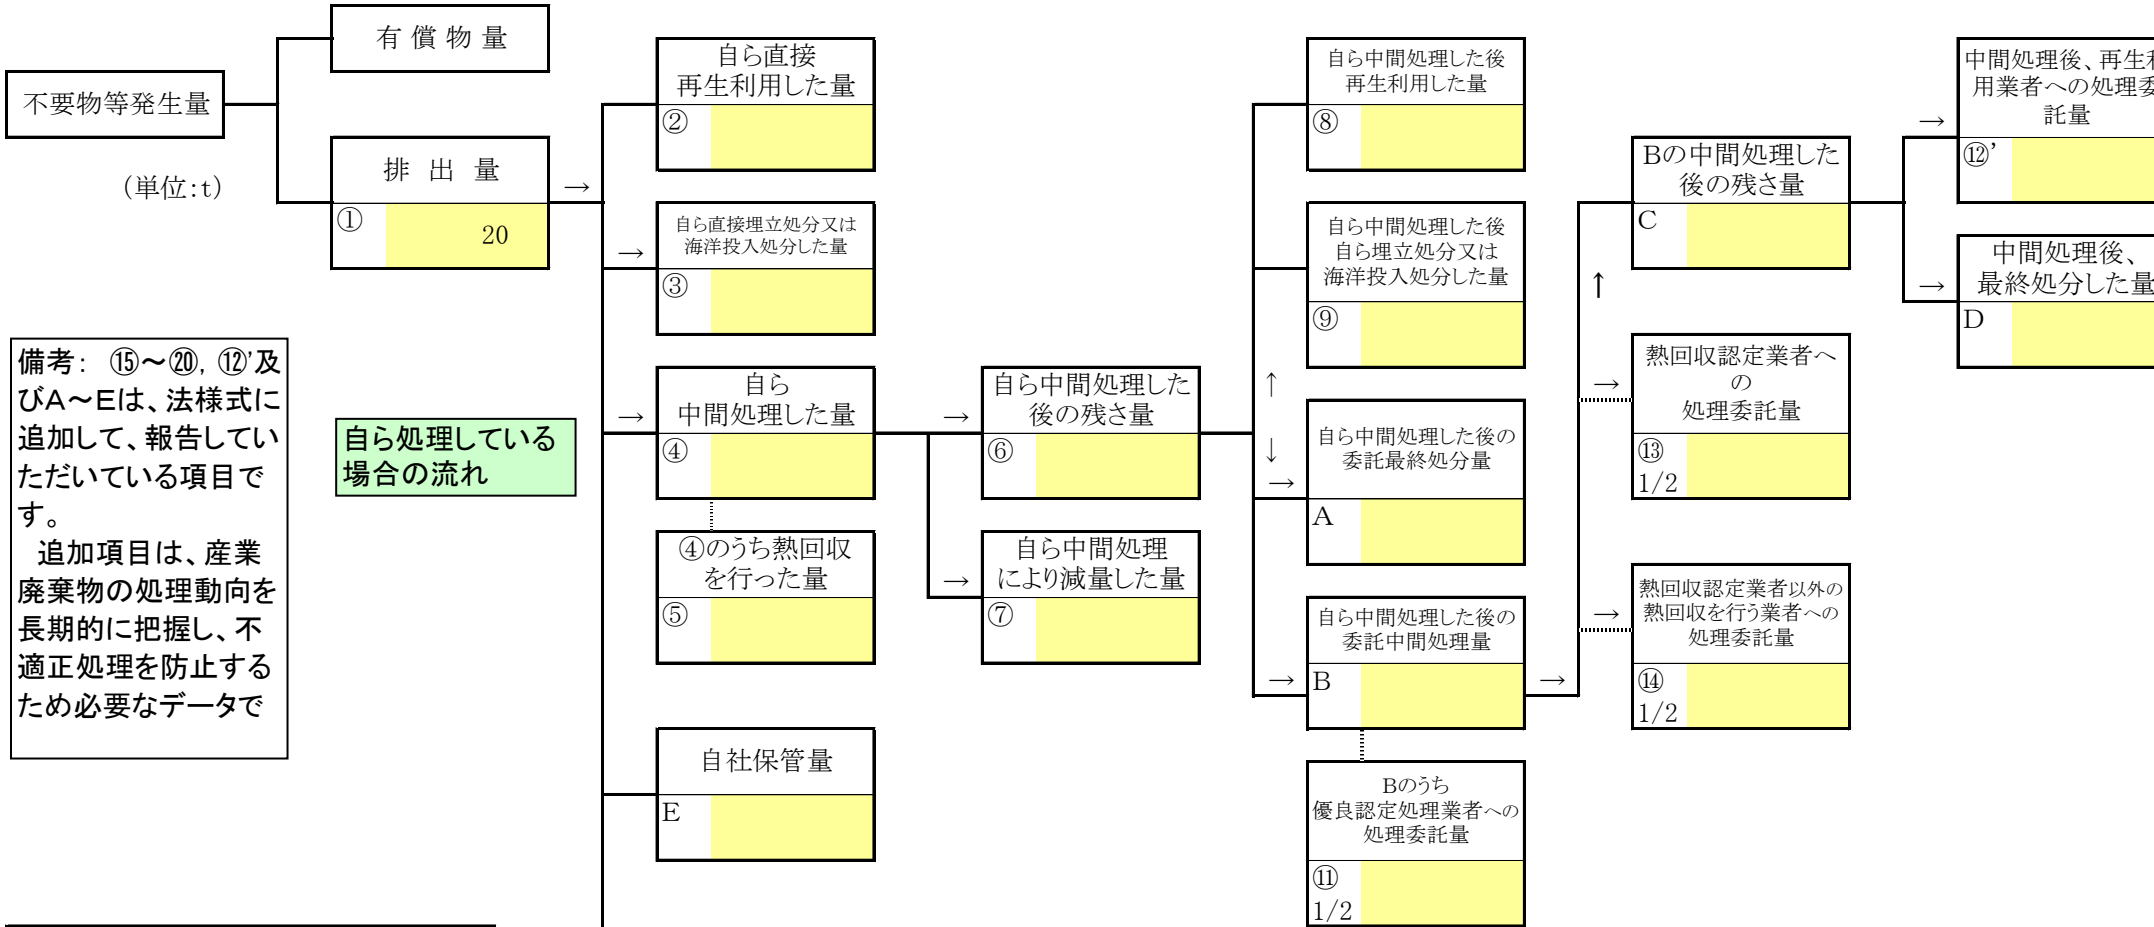 不要物等発生量
(単位:t)
有 償 物 量
排 出 量
①
20
備考: ⑮～⑳, ⑫'及
びA～Eは、法様式に
追加して、報告してい
ただいている項目で
す。
追加項目は、産業
廃棄物の処理動向を
長期的に把握し、不
適正処理を防止する
ため必要なデータで
自ら処理している
場合の流れ
→
自ら直接
再生利用した量
②
→
自ら直接埋立処分又は
海洋投入処分した量
③
→
自ら
中間処理した量
④
④のうち熱回収
を行った量
⑤
自社保管量
E
→
自ら中間処理した
後の残さ量
⑥
→
自ら中間処理
により減量した量
⑦
自ら中間処理した後
再生利用した量
⑧
自ら中間処理した後
自ら埋立処分又は
海洋投入処分した量
⑨
↑
↓
→
自ら中間処理した後の
委託最終処分量
A
自ら中間処理した後の
委託中間処理量
→
B
Bのうち
優良認定処理業者への
処理委託量
⑪
1/2
→
↑
Bの中間処理した
後の残さ量
C
→
熱回収認定業者へ
の
処理委託量
⑬
1/2
→
熱回収認定業者以外の
熱回収を行う業者への
処理委託量
⑭
1/2
→
中間処理後、再生利
用業者への処理委
託量
⑫'
→
中間処理後、
最終処分した量
D